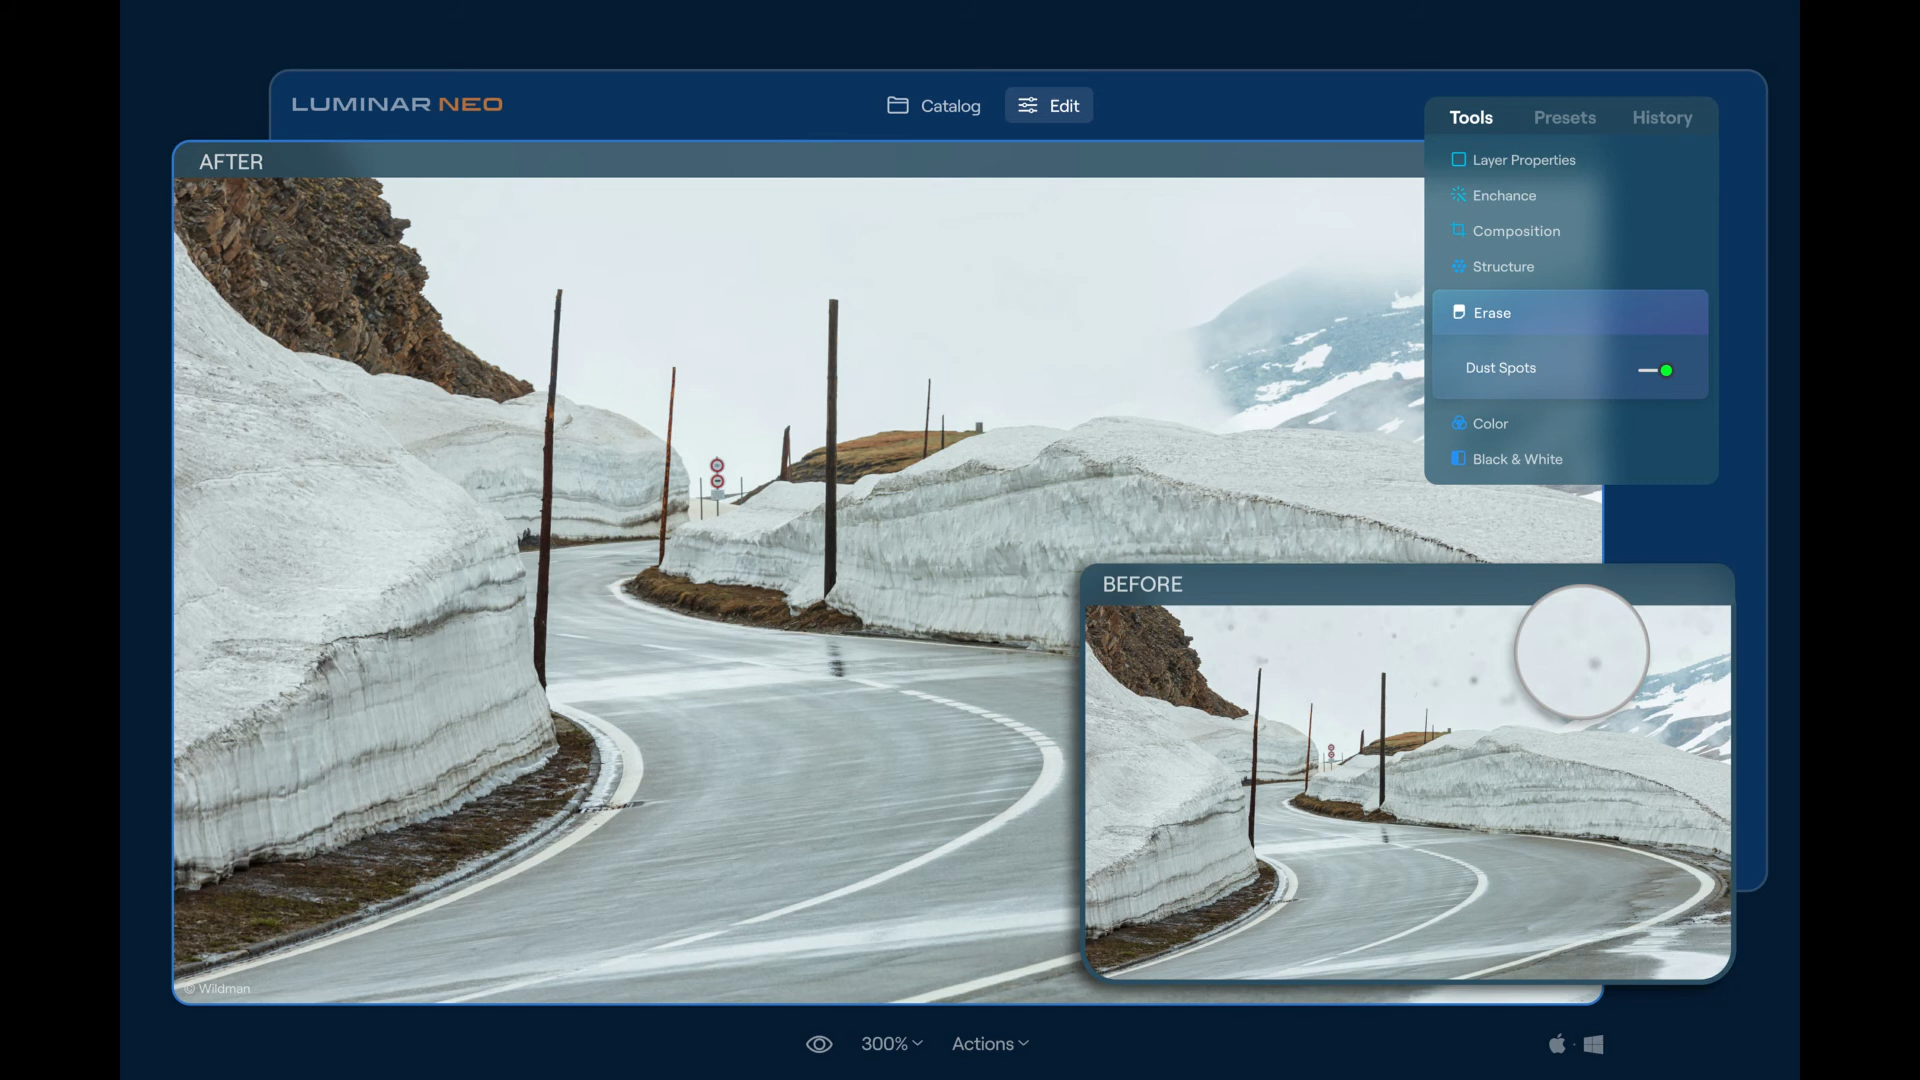 LUMINAR NEO
Catalog
Edit
Tools
Presets
History
AFTER
Layer Properties
Enchance
Composition
Structure
Erase
Dust Spots
Color
Black & White
BEFORE
© Wildman
300%
Actions